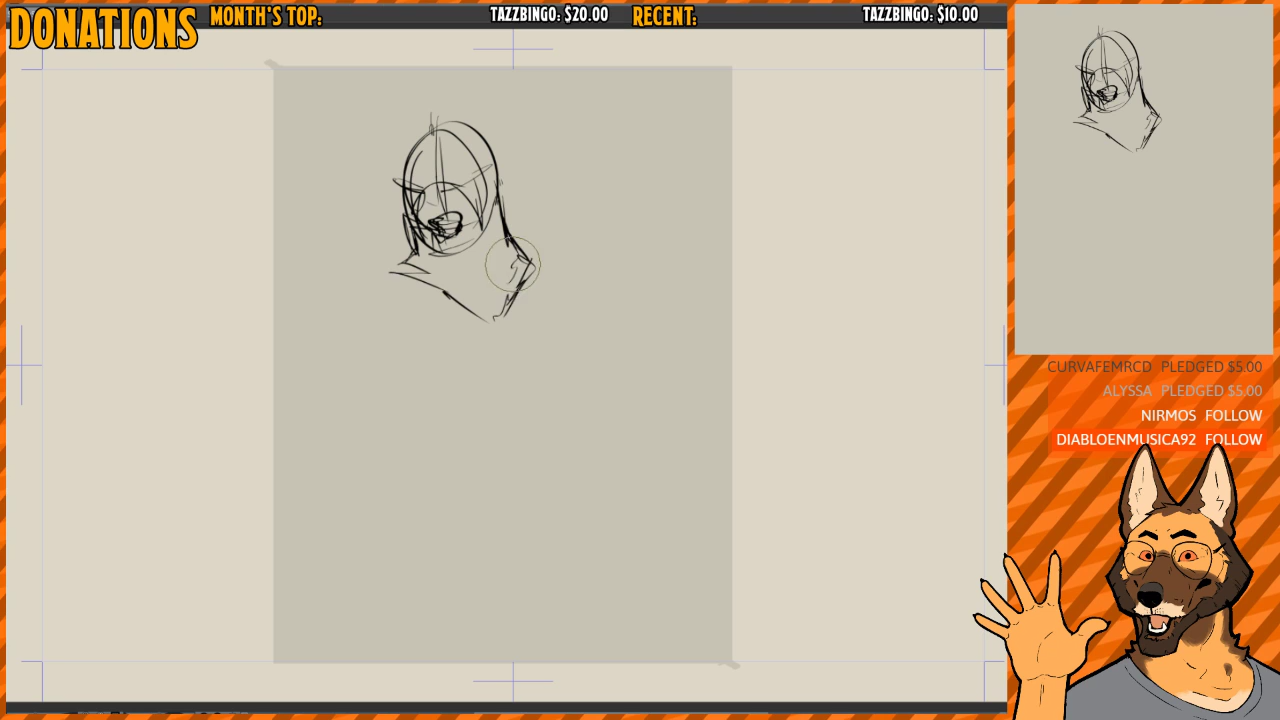 DONATIONS
MONTH'S TOP:
TAZZBINGO: $20.00
RECENT:
TAZZBINGO: $10.00
CURVAFEMRCD PLEDGED $5.00
ALYSSA PLEDGED $5.00
NIRMOS FOLLOW
DIABLOENMUSICA92 FOLLOW